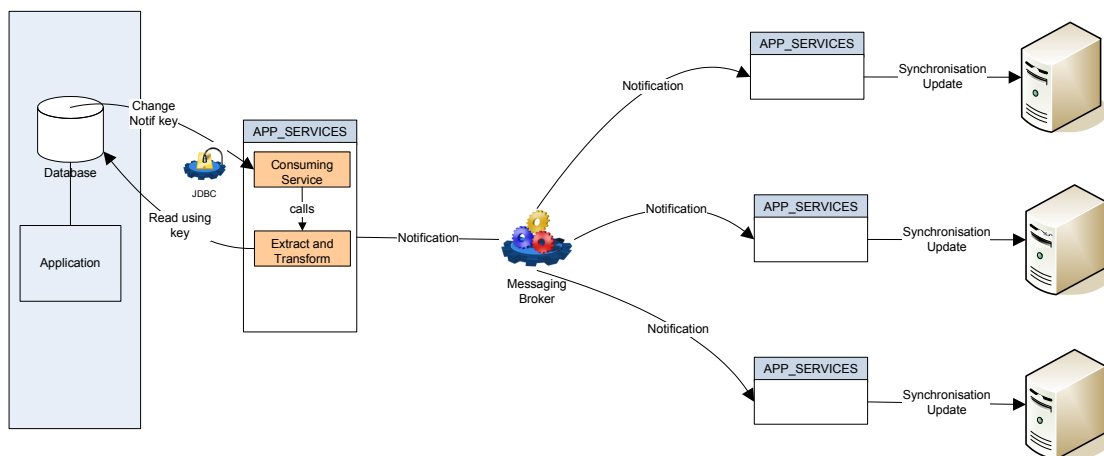 Change
Notif key
Database
Read using
key
Application
JDBC
APP_SERVICES
Consuming
Service
calls
Extract and
Transform
Notification
Messaging
Broker
Notification
APP_SERVICES
Synchronisation
Update
Notification
APP_SERVICES
Synchronisation
Update
Notification
APP_SERVICES
Synchronisation
Update